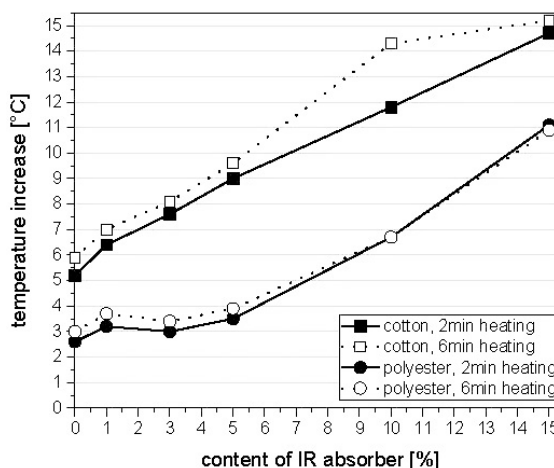 temperature increase [°C]
15
14
13
12
11
10
9
8
7
6
5
4
3
2
1
0
cotton, 2min heating
cotton, 6min heating
polyester, 2min heating
polyester, 6min heating
0 1 2 3 4 5 6 7 8 9 10 11 12 13 14 15
content of IR absorber [%]